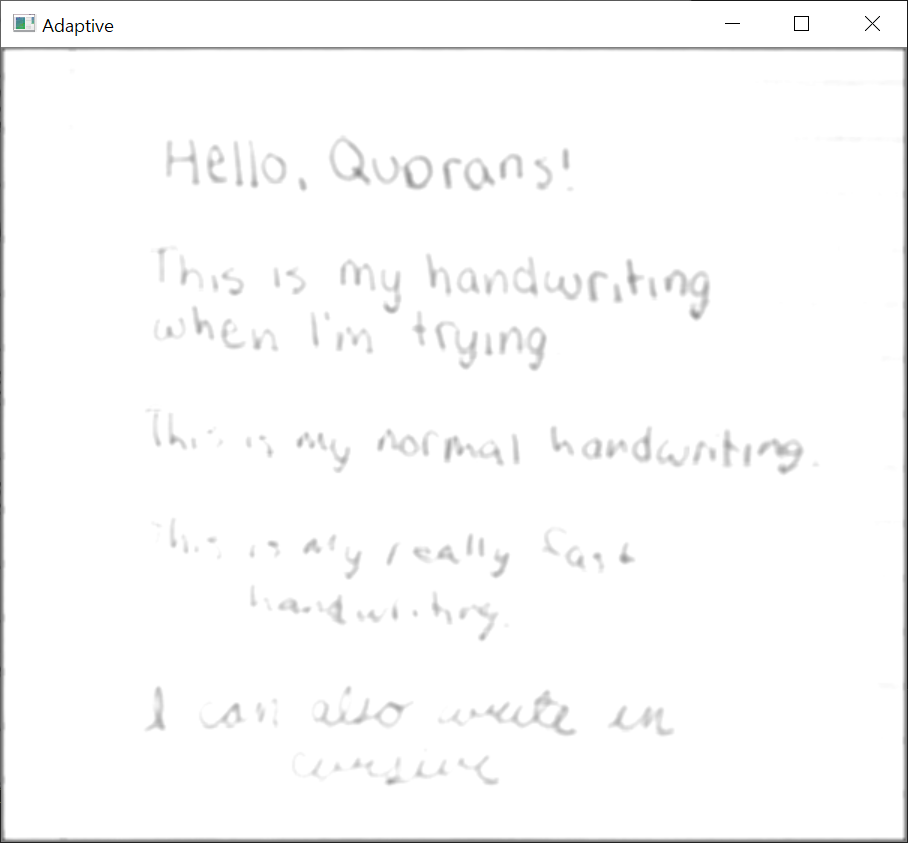 Adaptive
Hello, Quorans!
This is my handwriting
when I'm trying
This is my normal handwriting.
This is my really fast
handwriting.
I can also write in
cursive